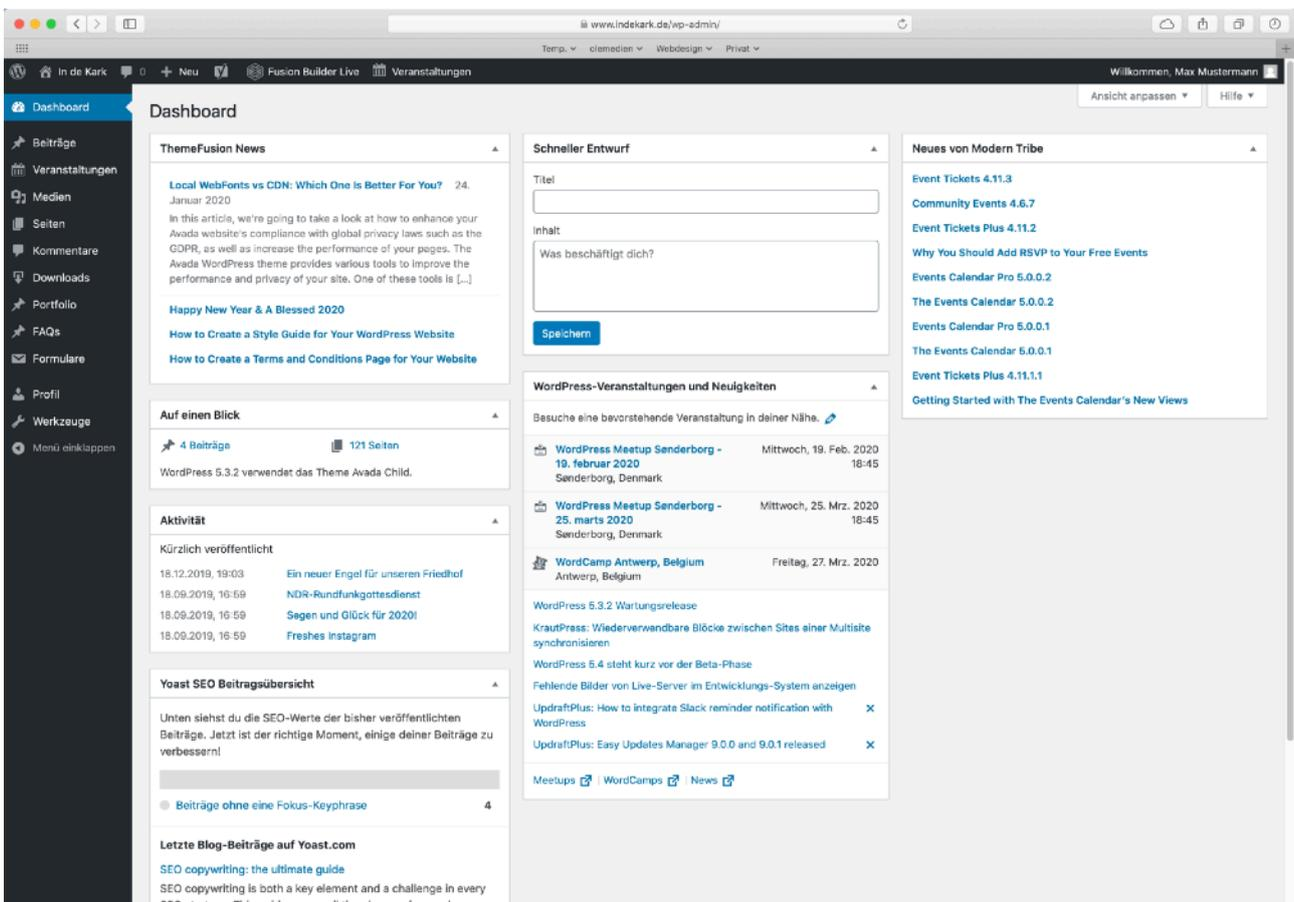 www.indekark.de/wp-admin/
Temp. olemedien Webdesign Privat
In de Kark 0 + Neu Fusion Builder Live Veranstaltungen Willkommen, Max Mustermann
Dashboard
Beiträge
Veranstaltungen
Medien
Seiten
Kommentare
Downloads
Portfolio
FAQs
Formulare
Profil
Werkzeuge
Menü einklappen
Ansicht anpassen Hilfe
Dashboard
ThemeFusion News
Local WebFonts vs CDN: Which One Is Better For You? 24.
Januar 2020
In this article, we're going to take a look at how to enhance your
Avada website's compliance with global privacy laws such as the
GDPR, as well as increase the performance of your pages. The
Avada WordPress theme provides various tools to improve the
performance and privacy of your site. One of these tools is [...]
Happy New Year & A Blessed 2020
How to Create a Style Guide for Your WordPress Website
How to Create a Terms and Conditions Page for Your Website
Auf einen Blick
4 Beiträge 121 Seiten
WordPress 5.3.2 verwendet das Theme Avada Child.
Aktivität
Kürzlich veröffentlicht
18.12.2019, 19:03 Ein neuer Engel für unseren Friedhof
18.09.2019, 16:59 NDR-Rundfunkgottesdienst
18.09.2019, 16:59 Segen und Glück für 2020!
18.09.2019, 16:59 Freshes Instagram
Yoast SEO Beitragsübersicht
Unten siehst du die SEO-Werte der bisher veröffentlichten
Beiträge. Jetzt ist der richtige Moment, einige deiner Beiträge zu
verbessern!
Beiträge ohne eine Fokus-Keyphrase 4
Letzte Blog-Beiträge auf Yoast.com
SEO copywriting: the ultimate guide
SEO copywriting is both a key element and a challenge in every
Schneller Entwurf
Titel
Inhalt
Was beschäftigt dich?
Speichern
WordPress-Veranstaltungen und Neuigkeiten
Besuche eine bevorstehende Veranstaltung in deiner Nähe.
WordPress Meetup Sønderborg - Mittwoch, 19. Feb. 2020
19. februar 2020 18:45
Sønderborg, Denmark
WordPress Meetup Sønderborg - Mittwoch, 25. Mrz. 2020
25. marts 2020 18:45
Sønderborg, Denmark
WordCamp Antwerp, Belgium Freitag, 27. Mrz. 2020
Antwerp, Belgium
WordPress 5.3.2 Wartungsrelease
KrautPress: Wiederverwendbare Blöcke zwischen Sites einer Multisite
synchronisieren
WordPress 5.4 steht kurz vor der Beta-Phase
Fehlende Bilder von Live-Server im Entwicklungs-System anzeigen
UpdraftPlus: How to integrate Slack reminder notification with
WordPress
UpdraftPlus: Easy Updates Manager 9.0.0 and 9.0.1 released
Meetups | WordCamps | News
Neues von Modern Tribe
Event Tickets 4.11.3
Community Events 4.6.7
Event Tickets Plus 4.11.2
Why You Should Add RSVP to Your Free Events
Events Calendar Pro 5.0.0.2
The Events Calendar 5.0.0.2
Events Calendar Pro 5.0.0.1
The Events Calendar 5.0.0.1
Event Tickets Plus 4.11.1.1
Getting Started with The Events Calendar's New Views